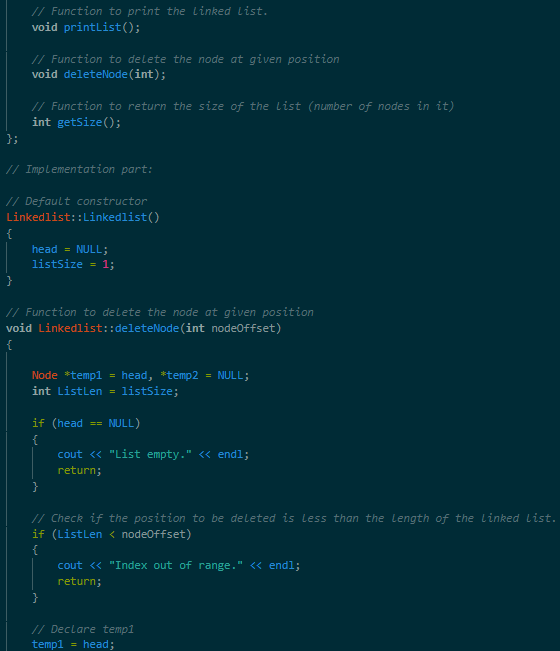 // Function to print the linked list.
void printList();
// Function to delete the node at given position
void deleteNode(int);
// Function to return the size of the list (number of nodes in it)
int getSize();
};
// Implementation part:
// Default constructor
Linkedlist::Linkedlist()
{
head = NULL;
listSize = 1;
}
// Function to delete the node at given position
void Linkedlist::deleteNode(int nodeOffset)
{
Node *temp1 = head, *temp2 = NULL;
int ListLen = listSize;
if (head == NULL)
{
cout << "List empty." << endl;
return;
}
// Check if the position to be deleted is less than the length of the linked list.
if (ListLen < nodeOffset)
{
cout << "Index out of range." << endl;
return;
}
// Declare temp1
temp1 = head;